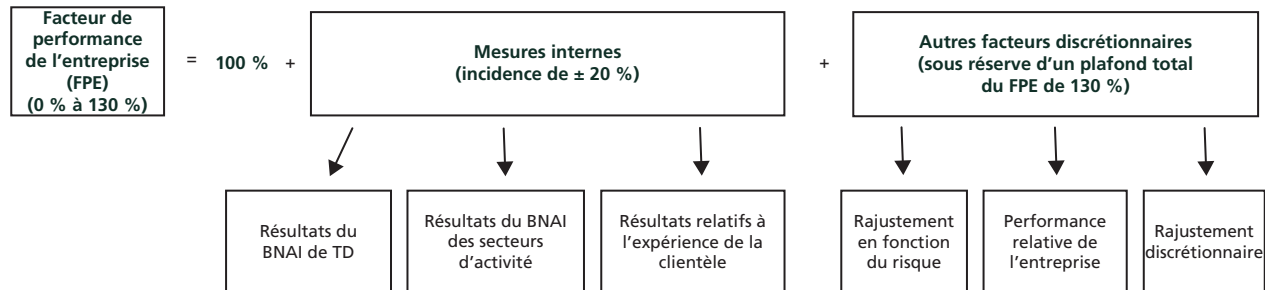 Facteur de
performance
de l’entreprise
(FPE)
(0 % à 130 %)
= 100 % +
Mesures internes
(incidence de ± 20 %)
+
Autres facteurs discrétionnaires
(sous réserve d’un plafond total
du FPE de 130 %)
Résultats du
BNAI de TD
Résultats du BNAI
des secteurs
d’activité
Résultats relatifs à
l’expérience de la
clientèle
Rajustement
en fonction
du risque
Performance
relative de
l’entreprise
Rajustement
discrétionnaire